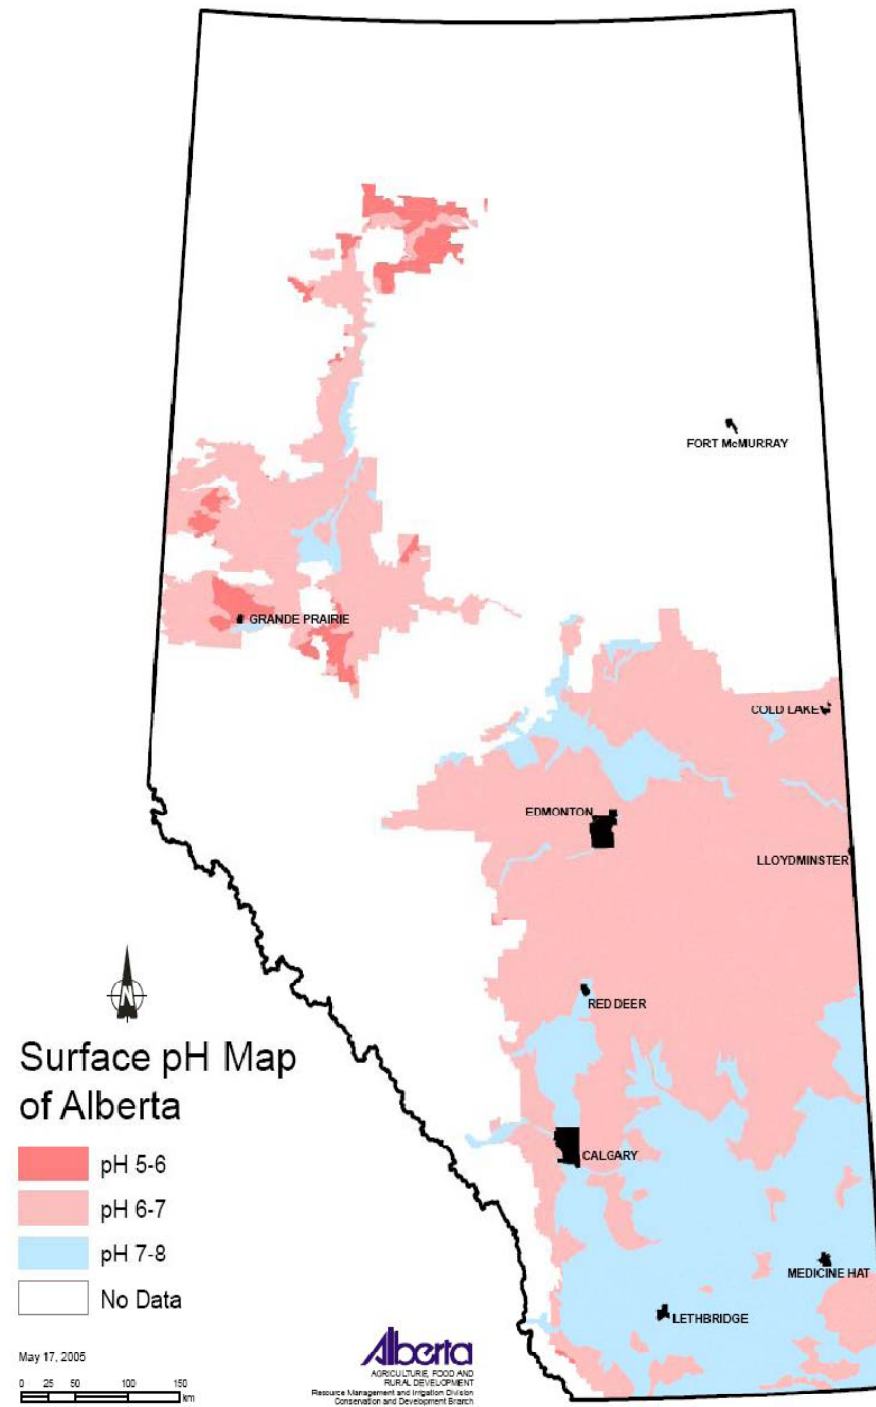 FORT McMURRAY
GRANDE PRAIRIE
COLD LAKE
EDMONTON
LLOYDMINSTER
RED DEER
N
Surface pH Map
of Alberta
pH 5-6
pH 6-7
pH 7-8
No Data
CALGARY
MEDICINE HAT
LETHBRIDGE
May 17, 2005
0 25 50 100 150
km
Alberta
AGRICULTURE, FOOD AND
RURAL DEVELOPMENT
Resource Management and Irrigation Division
Conservation and Development Branch